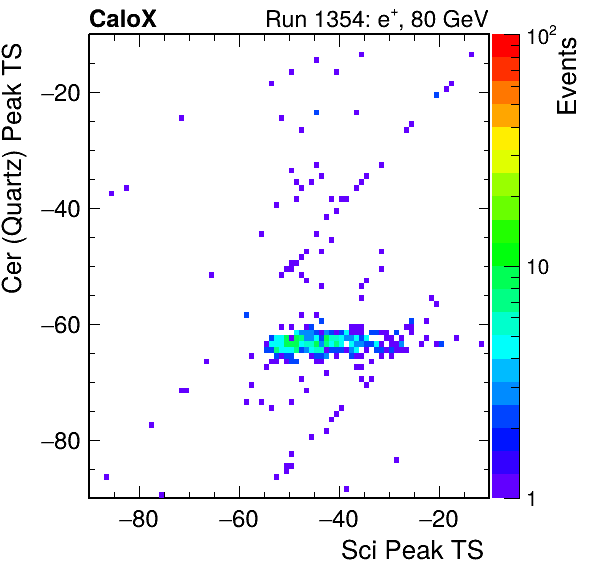 CaloX Run 1354: e+, 80 GeV
Cer (Quartz) Peak TS
−20
−40
−60
−80
−80 −60 −40 −20
Sci Peak TS
10²
10
1
Events